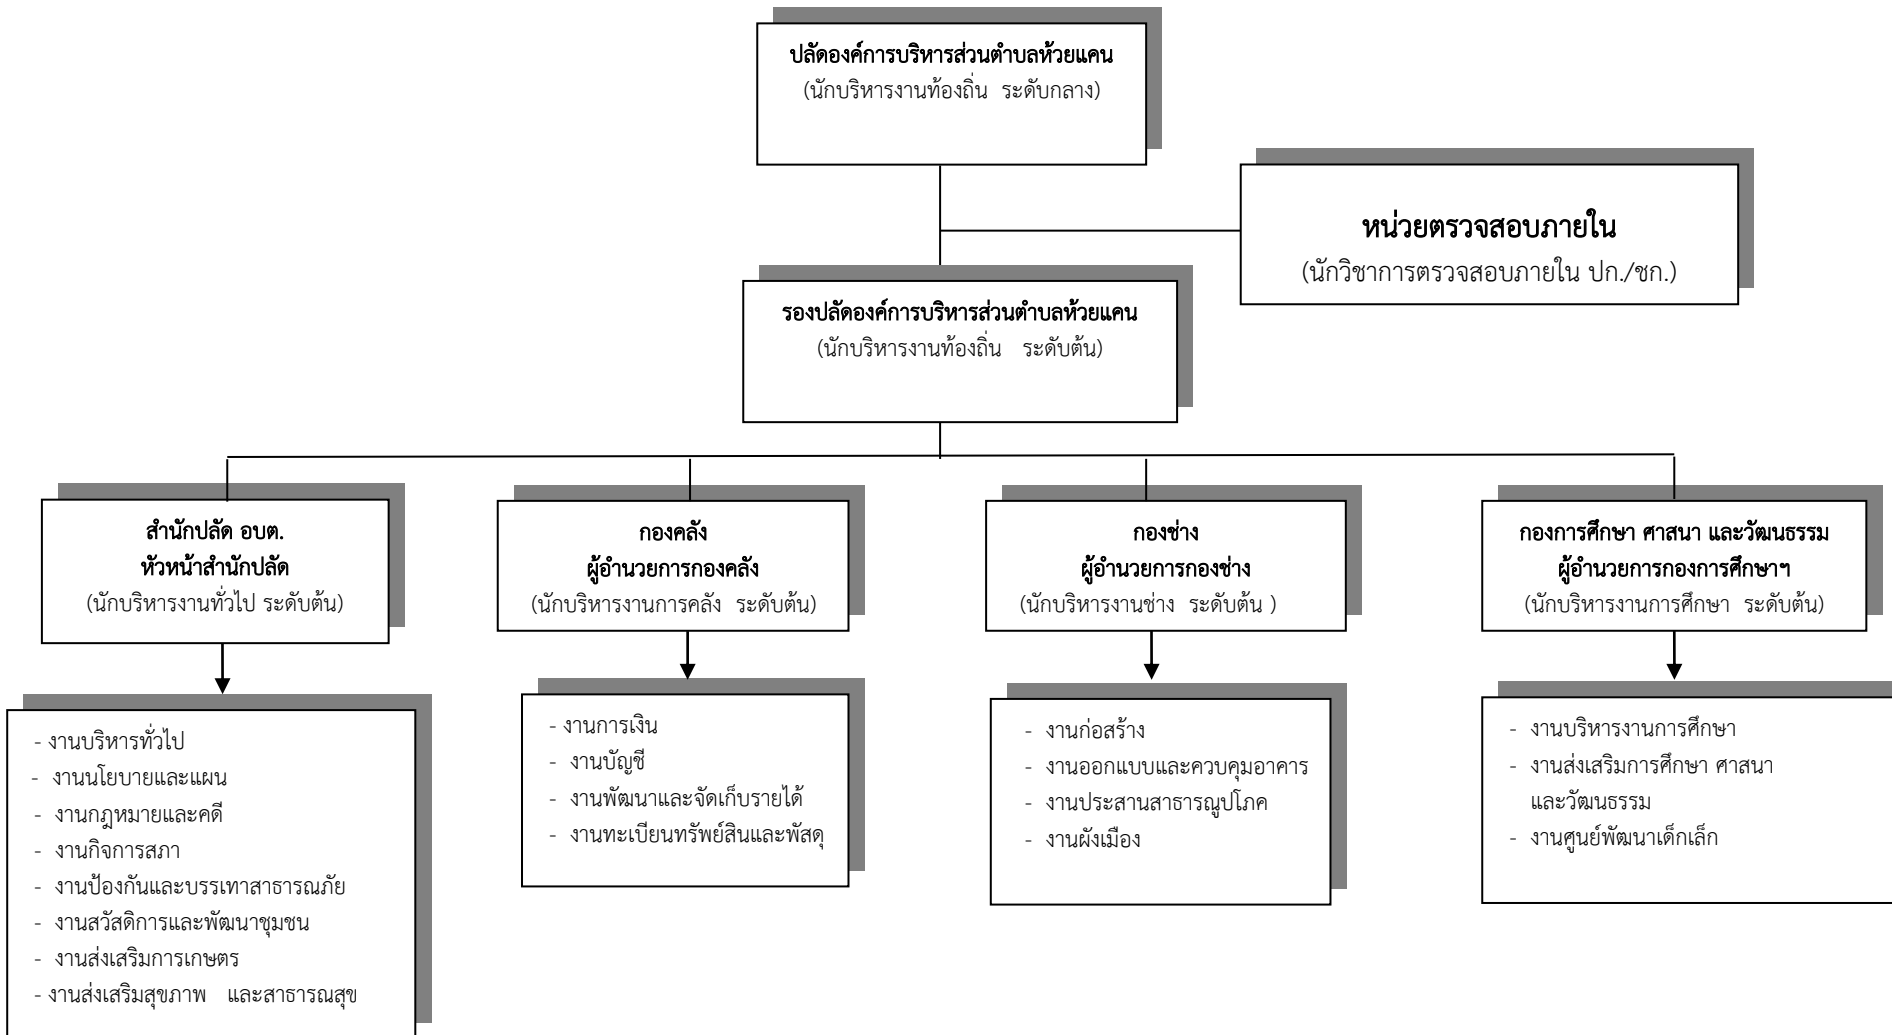 ปลัดองค์การบริหารส่วนตำบลห้วยแคน
(นักบริหารงานท้องถิ่น ระดับกลาง)
หน่วยตรวจสอบภายใน
(นักวิชาการตรวจสอบภายใน ปก./ชก.)
รองปลัดองค์การบริหารส่วนตำบลห้วยแคน
(นักบริหารงานท้องถิ่น ระดับต้น)
สำนักปลัด อบต.
หัวหน้าสำนักปลัด
(นักบริหารงานทั่วไป ระดับต้น)
กองคลัง
ผู้อำนวยการกองคลัง
(นักบริหารงานการคลัง ระดับต้น)
กองช่าง
ผู้อำนวยการกองช่าง
(นักบริหารงานช่าง ระดับต้น )
กองการศึกษา ศาสนา และวัฒนธรรม
ผู้อำนวยการกองการศึกษาฯ
(นักบริหารงานการศึกษา ระดับต้น)
- งานบริหารทั่วไป
- งานนโยบายและแผน
- งานกฎหมายและคดี
- งานกิจการสภา
- งานป้องกันและบรรเทาสาธารณภัย
- งานสวัสดิการและพัฒนาชุมชน
- งานส่งเสริมการเกษตร
- งานส่งเสริมสุขภาพ และสาธารณสุข
- งานการเงิน
- งานบัญชี
- งานพัฒนาและจัดเก็บรายได้
- งานทะเบียนทรัพย์สินและพัสดุ
- งานก่อสร้าง
- งานออกแบบและควบคุมอาคาร
- งานประสานสาธารณูปโภค
- งานผังเมือง
- งานบริหารงานการศึกษา
- งานส่งเสริมการศึกษา ศาสนา
และวัฒนธรรม
- งานศูนย์พัฒนาเด็กเล็ก